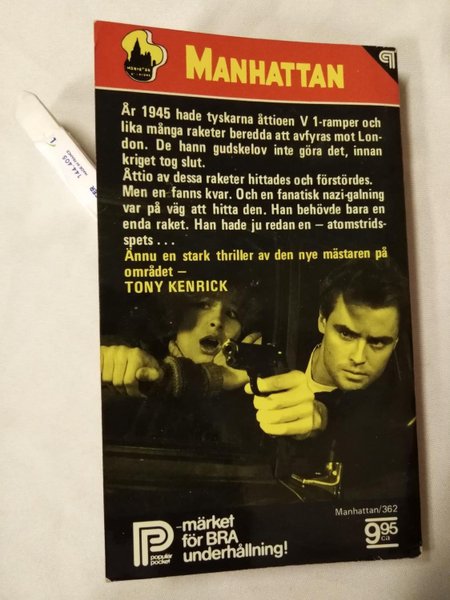 MANHATTAN
År 1945 hade tyskarna åttioen V 1-ramper och
lika många raketer beredda att avfyras mot Lon-
don. De hann gudskelov inte göra det, innan
kriget tog slut.
Åttio av dessa raketer hittades och förstördes.
Men en fanns kvar. Och en fanatisk nazi-galning
var på väg att hitta den. Han behövde bara en
enda raket. Han hade ju redan en – atomstrids-
spets . . .
Ännu en stark thriller av den nye mästaren på
området –
TONY KENRICK
144 405
Manhattan/362
9.95
ca
populär
pocket
-märket
för BRA
underhållning!